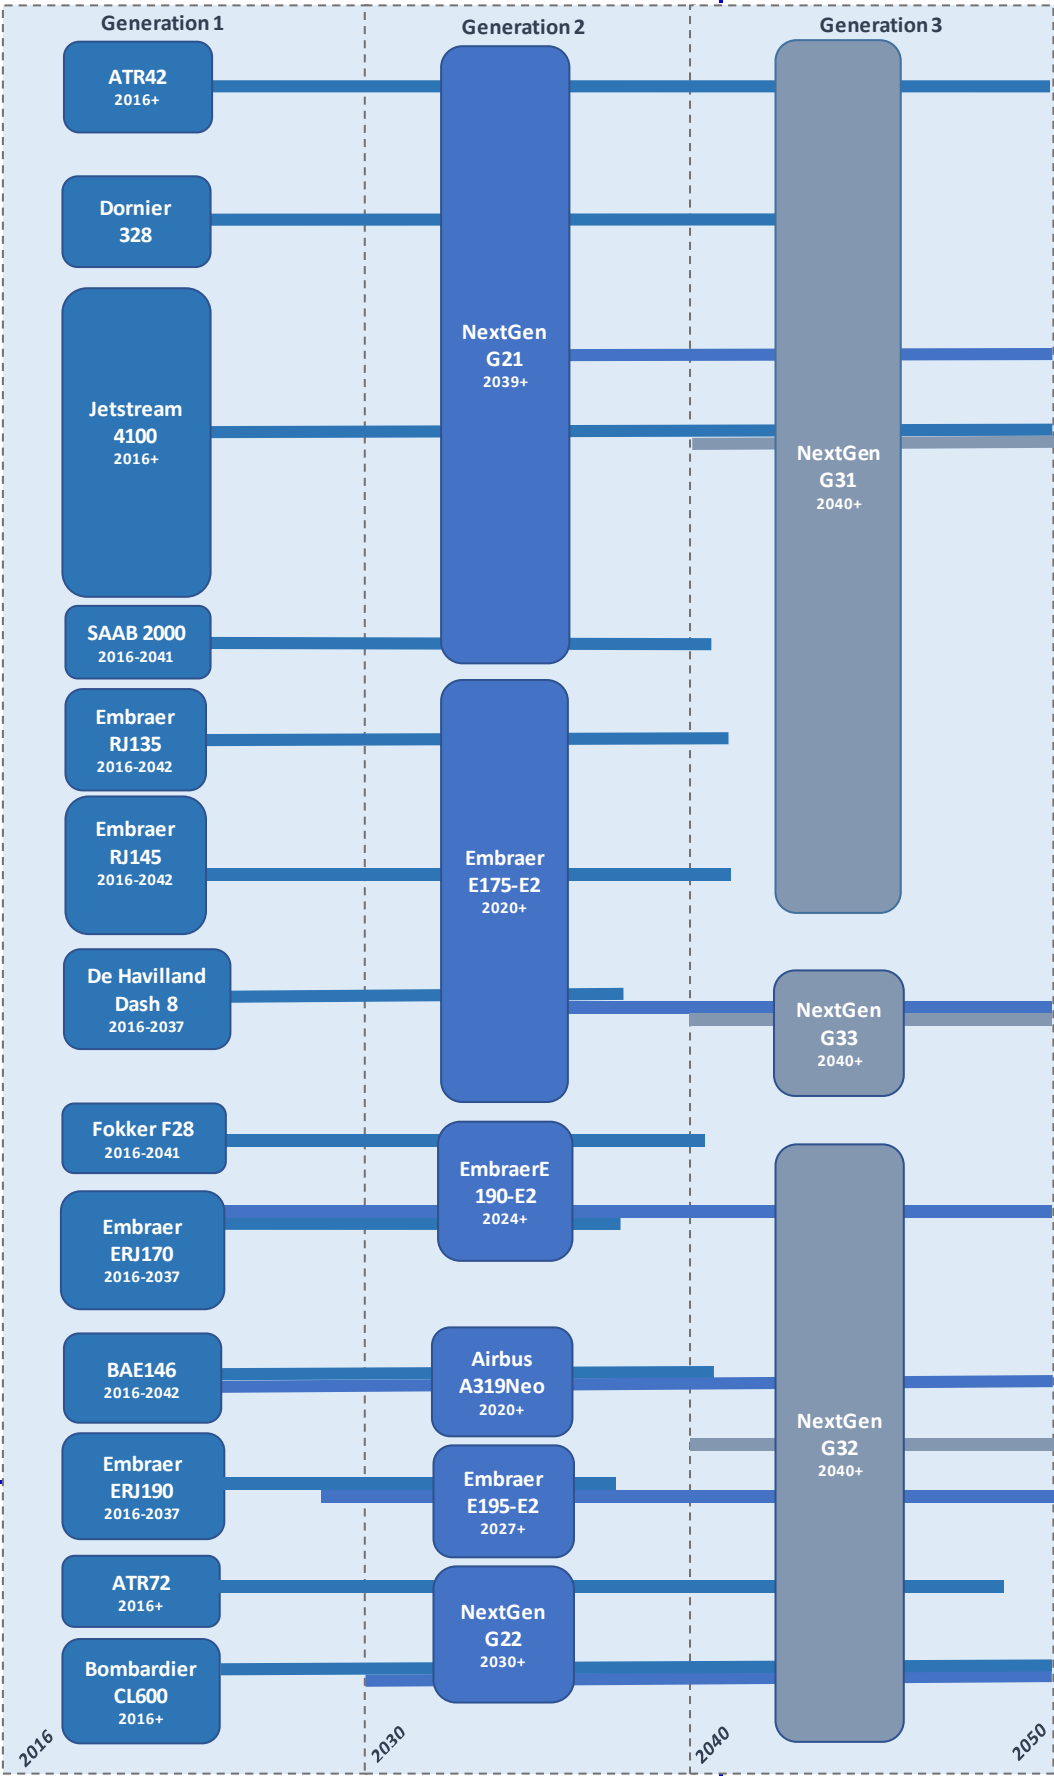 Generation 1
Generation 2
Generation 3
ATR42
2016+
Dornier
328
Jetstream
4100
2016+
SAAB 2000
2016-2041
Embraer
RJ135
2016-2042
Embraer
RJ145
2016-2042
De Havilland
Dash 8
2016-2037
Fokker F28
2016-2041
Embraer
ERJ170
2016-2037
BAE146
2016-2042
Embraer
ERJ190
2016-2037
ATR72
2016+
Bombardier
CL600
2016+
NextGen
G21
2039+
Embraer
E175-E2
2020+
EmbraerE
190-E2
2024+
Airbus
A319Neo
2020+
Embraer
E195-E2
2027+
NextGen
G22
2030+
NextGen
G31
2040+
NextGen
G33
2040+
NextGen
G32
2040+
2016
2030
2040
2050